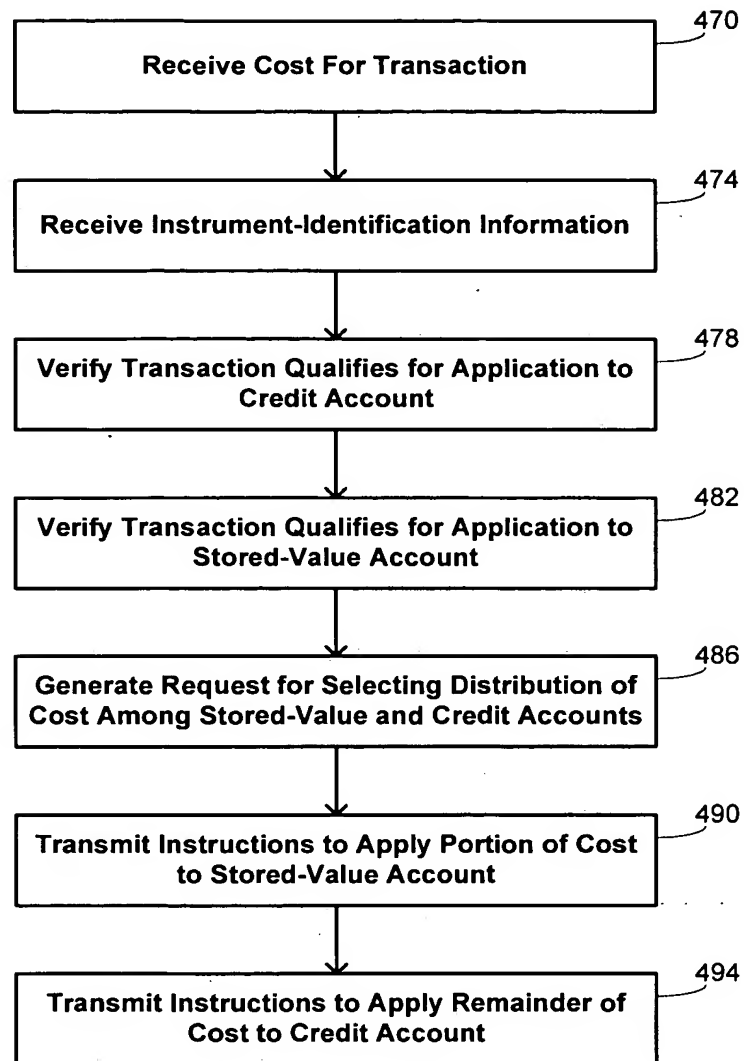 470
Receive Cost For Transaction
474
Receive Instrument-Identification Information
478
Verify Transaction Qualifies for Application to
Credit Account
482
Verify Transaction Qualifies for Application to
Stored-Value Account
486
Generate Request for Selecting Distribution of
Cost Among Stored-Value and Credit Accounts
490
Transmit Instructions to Apply Portion of Cost
to Stored-Value Account
494
Transmit Instructions to Apply Remainder of
Cost to Credit Account